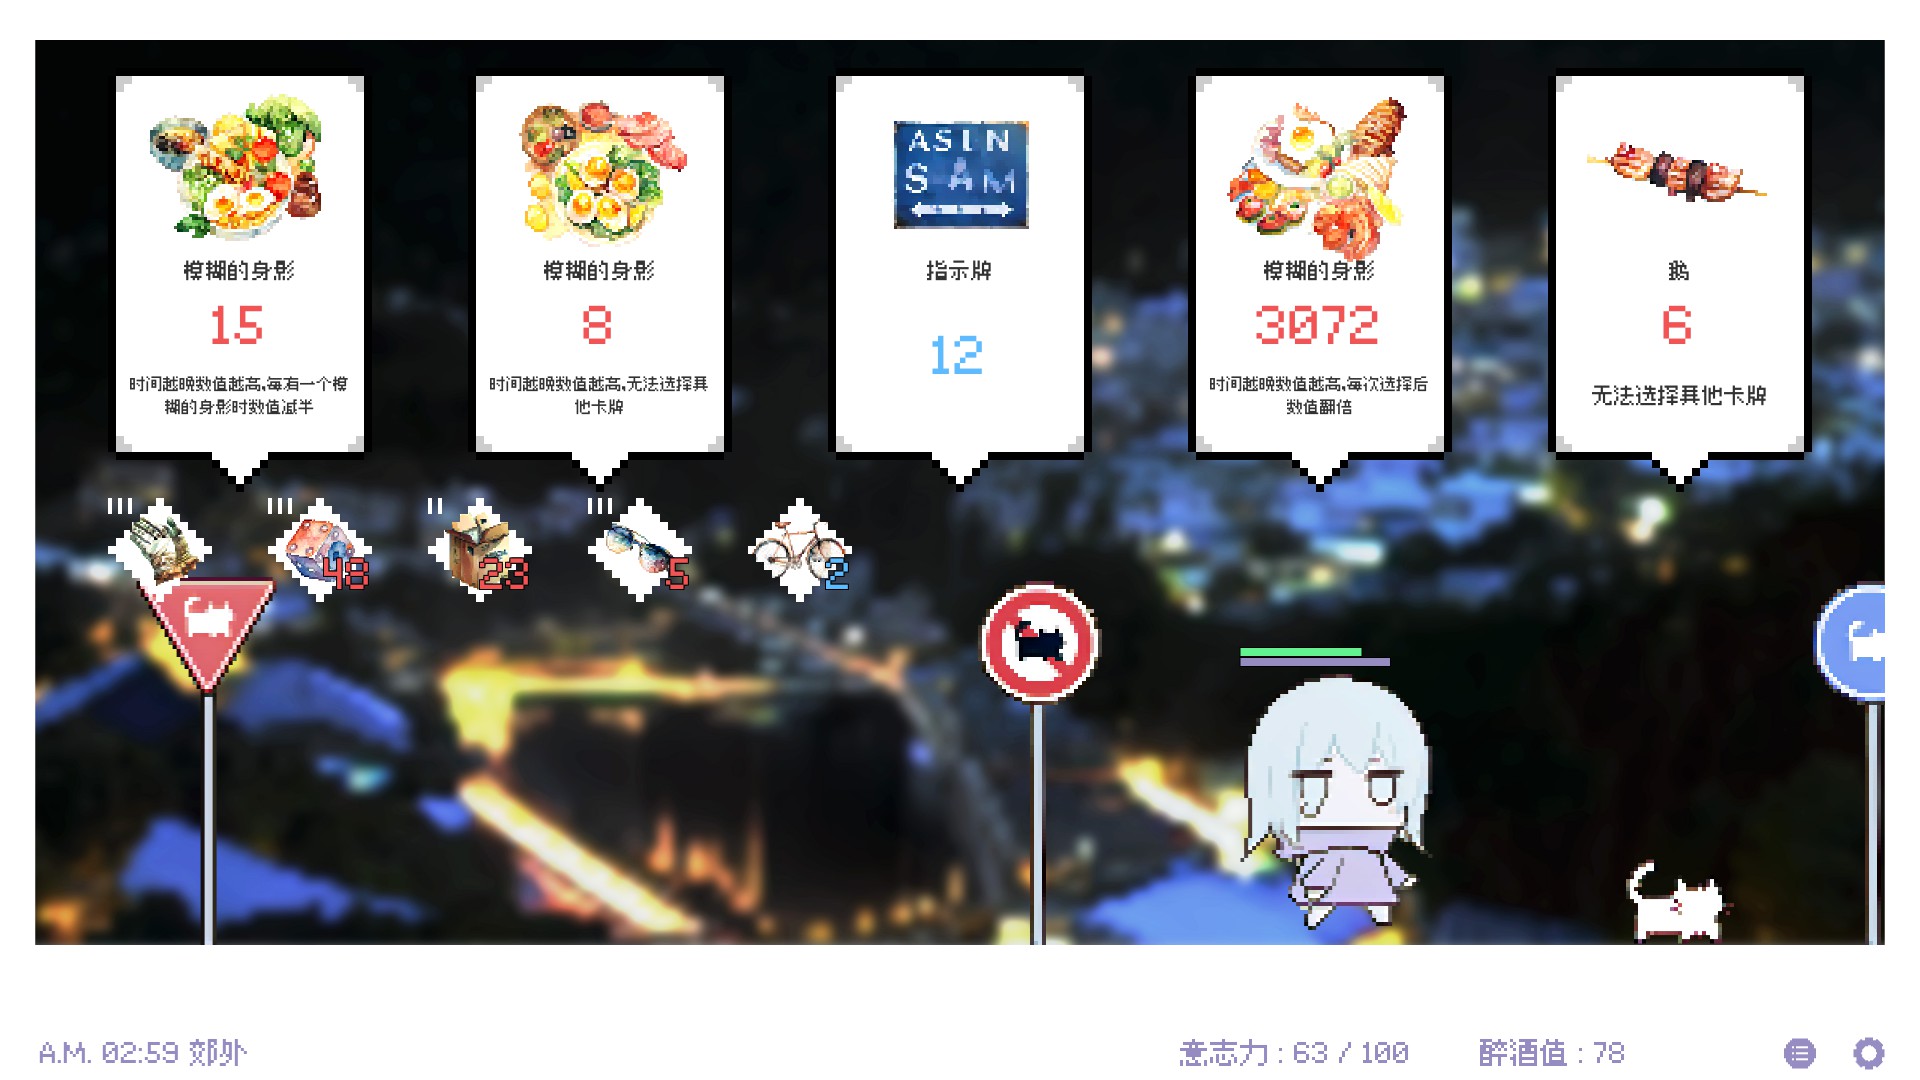 模糊的身影
15
时间越晚数值越高,每有一个模
糊的身影时数值减半
模糊的身影
8
时间越晚数值越高,无法选择其
他卡牌
ASIN
SAM
指示牌
12
模糊的身影
3072
时间越晚数值越高,每次选择后
数值翻倍
鹅
6
无法选择其他卡牌
48
23
5
2
A.M. 02:59 郊外
意志力 : 63 / 100
醉酒值 : 78